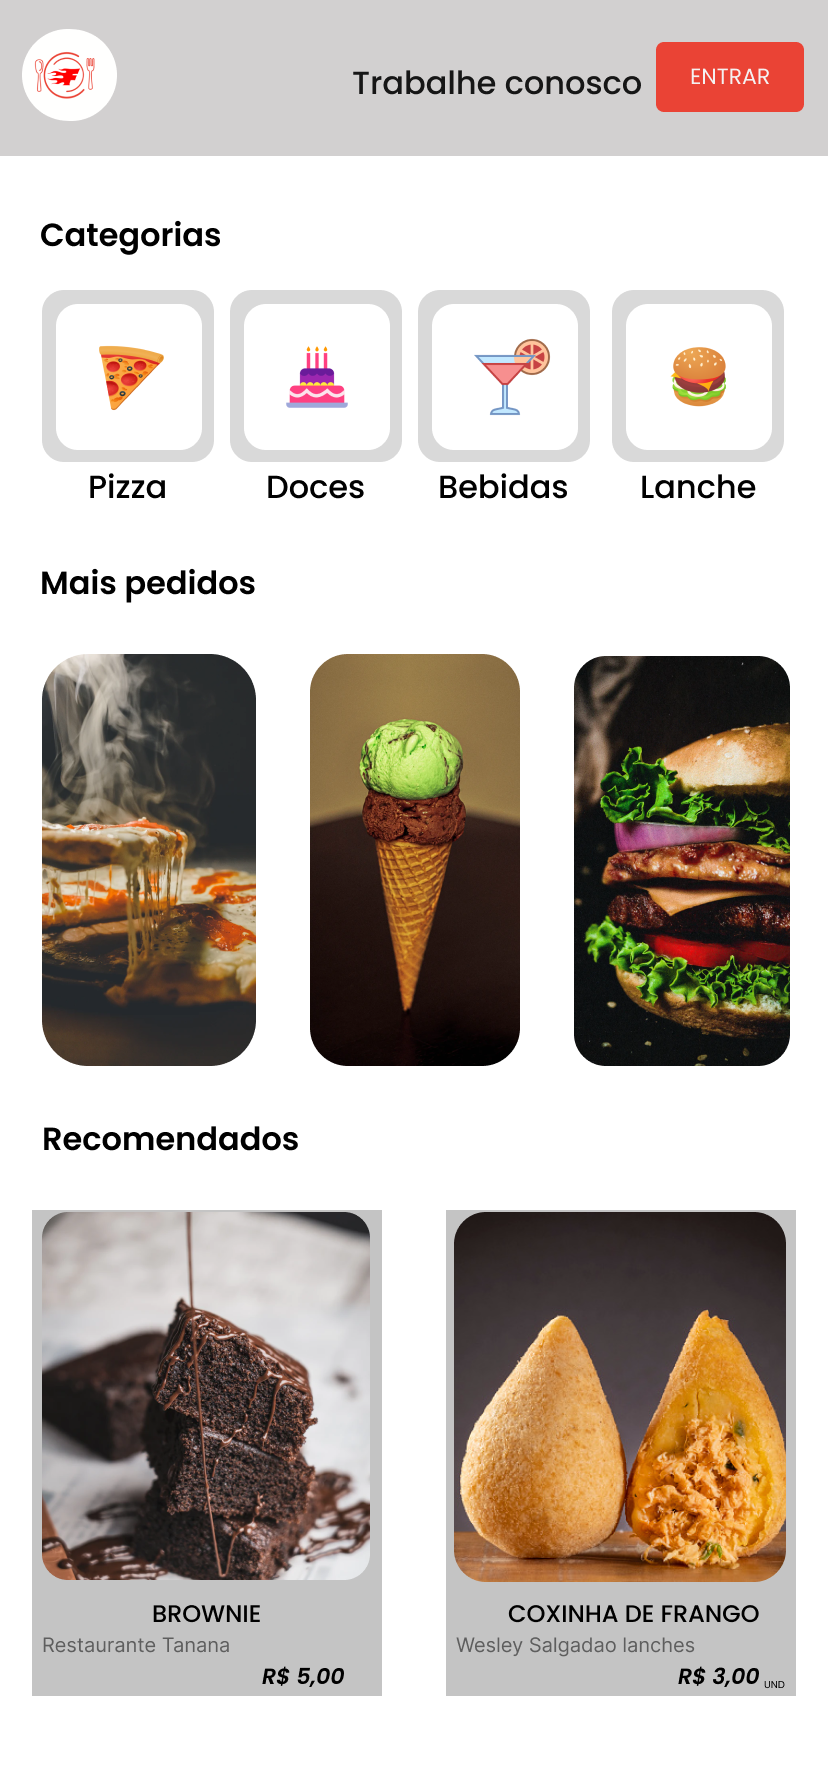 Trabalhe conosco
ENTRAR
Categorias
Pizza
Doces
Bebidas
Lanche
Mais pedidos
Recomendados
BROWNIE
Restaurante Tanana
R$ 5,00
COXINHA DE FRANGO
Wesley Salgadao lanches
R$ 3,00 UND